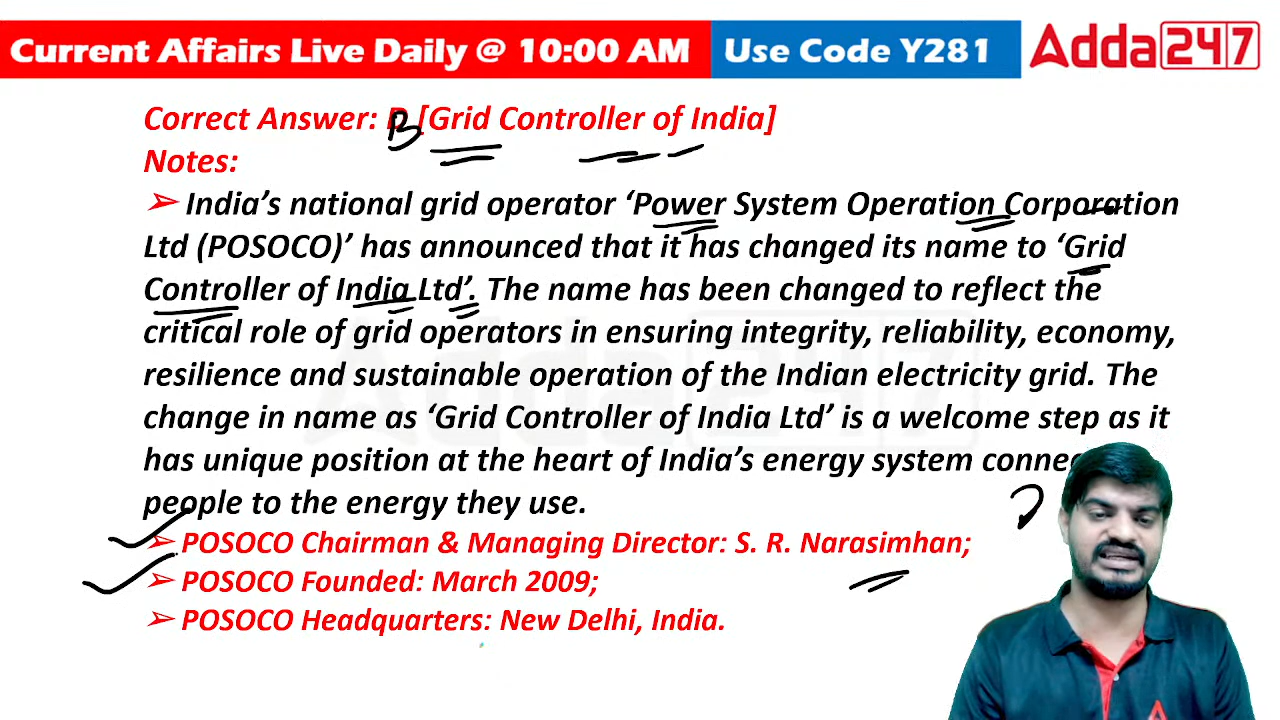 Current Affairs Live Daily @ 10:00 AM Use Code Y281 Adda247
Correct Answer: B [Grid Controller of India]
Notes:
➢ India’s national grid operator ‘Power System Operation Corporation
Ltd (POSOCO)’ has announced that it has changed its name to ‘Grid
Controller of India Ltd’. The name has been changed to reflect the
critical role of grid operators in ensuring integrity, reliability, economy,
resilience and sustainable operation of the Indian electricity grid. The
change in name as ‘Grid Controller of India Ltd’ is a welcome step as it
has unique position at the heart of India’s energy system
people to the energy they use.
➢ POSOCO Chairman & Managing Director: S. R. Narasimhan;
➢ POSOCO Founded: March 2009;
➢ POSOCO Headquarters: New Delhi, India.